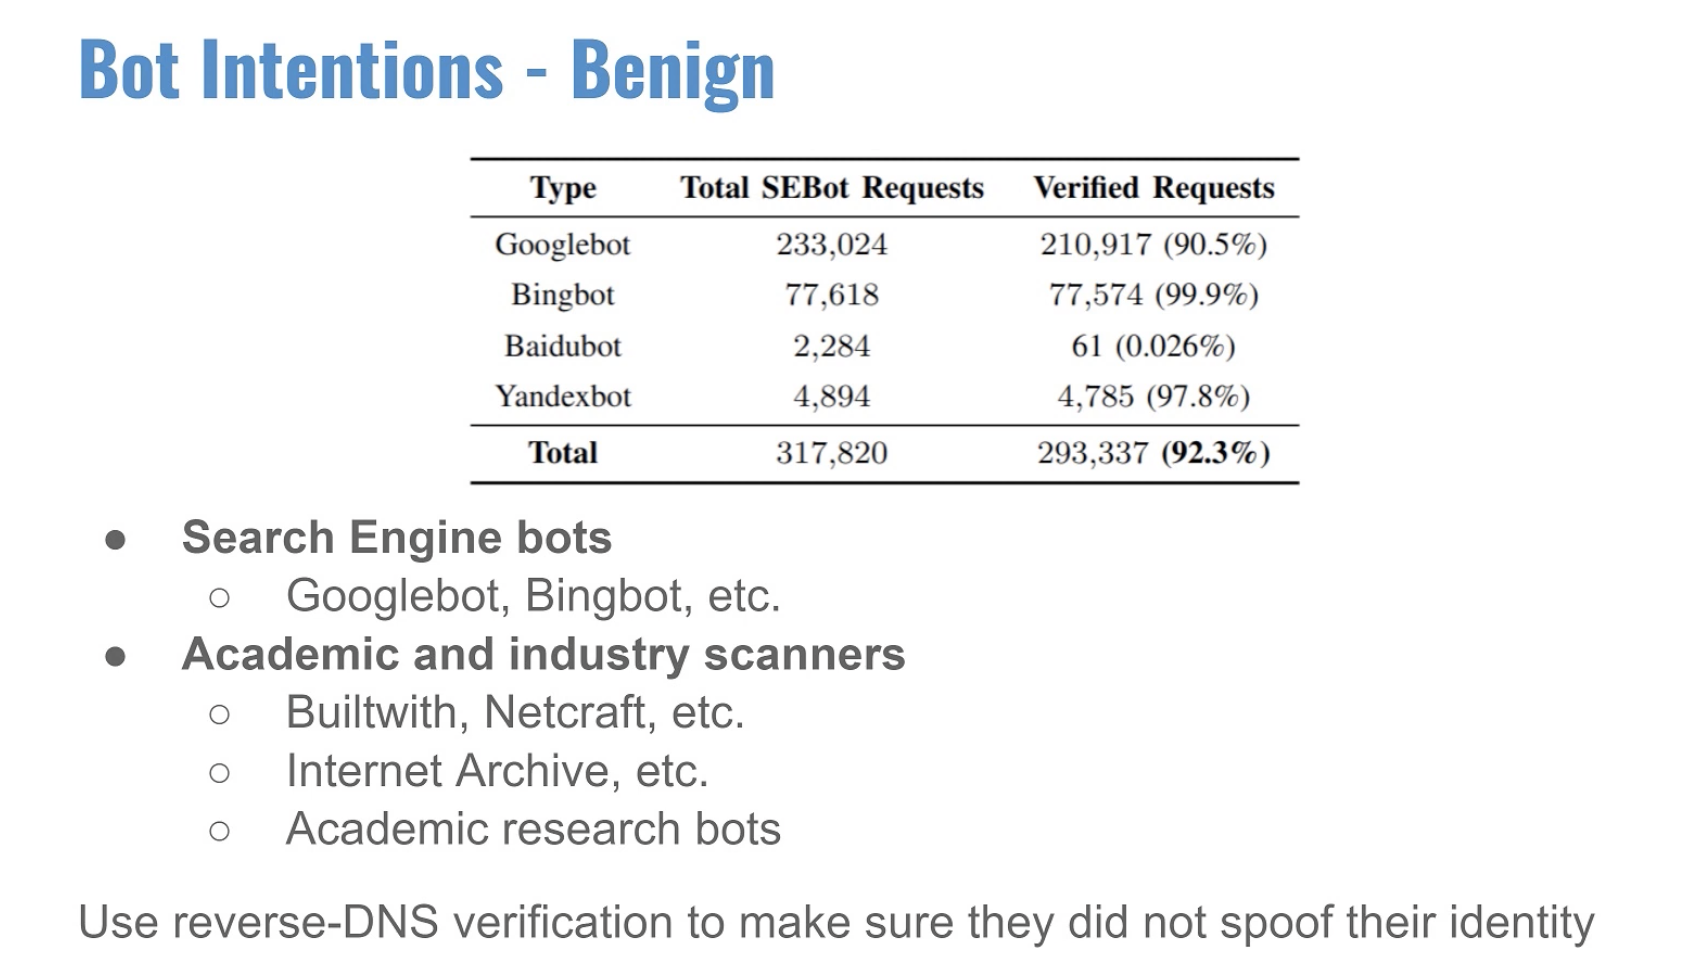 Bot Intentions - Benign
Type Total SEBot Requests Verified Requests
Googlebot 233,024 210,917 (90.5%)
Bingbot 77,618 77,574 (99.9%)
Baidubot 2,284 61 (0.026%)
Yandexbot 4,894 4,785 (97.8%)
Total 317,820 293,337 (92.3%)
● Search Engine bots
○ Googlebot, Bingbot, etc.
● Academic and industry scanners
○ Builtwith, Netcraft, etc.
○ Internet Archive, etc.
○ Academic research bots
Use reverse-DNS verification to make sure they did not spoof their identity